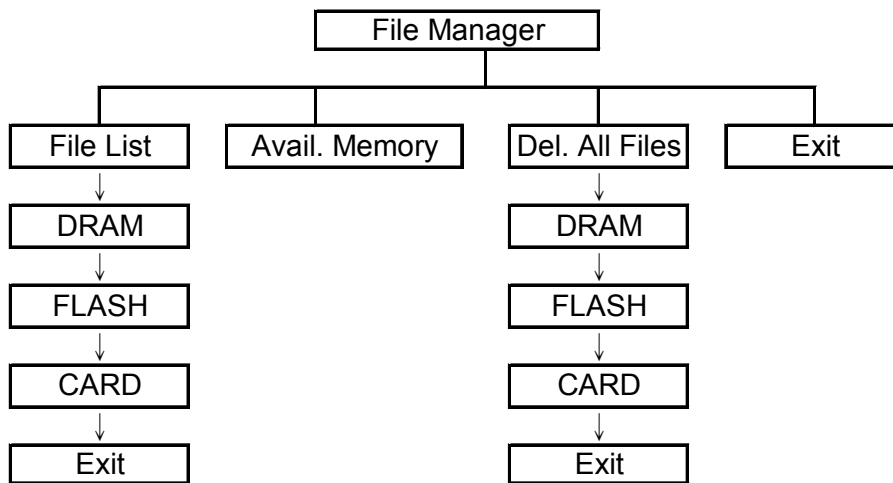 File Manager
File List
Avail. Memory
Del. All Files
Exit
DRAM
DRAM
FLASH
FLASH
CARD
CARD
Exit
Exit